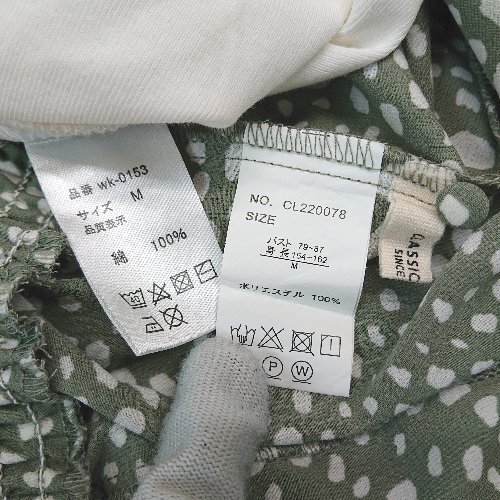 品番 wk-0153
サイズ M
品質表示
綿 100%
NO. CL220078
SIZE
バスト 79-87
身長 154-162
M
ポリエステル 100%
P W
SINCE